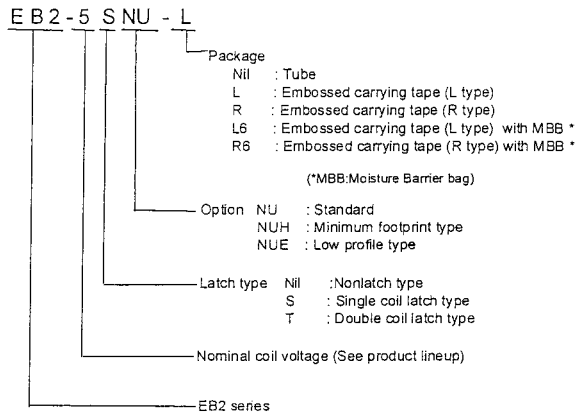 EB2-5SNU-L
Package
Nil : Tube
L : Embossed carrying tape (L type)
R : Embossed carrying tape (R type)
L6 : Embossed carrying tape (L type) with MBB *
R6 : Embossed carrying tape (R type) with MBB *
(*MBB:Moisture Barrier bag)
Option NU : Standard
NUH : Minimum footprint type
NUE : Low profile type
Latch type Nil :Nonlatch type
S : Single coil latch type
T : Double coil latch type
Nominal coil voltage (See product lineup)
EB2 series